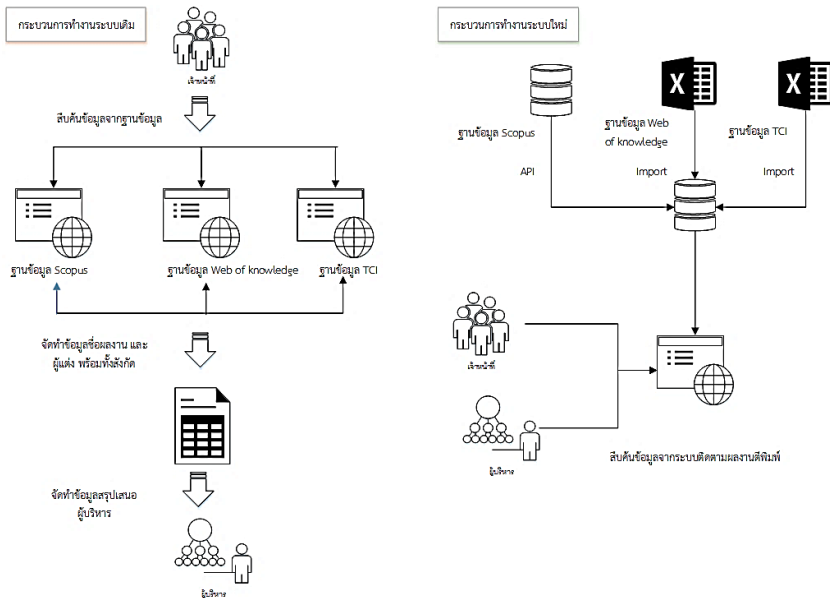 กระบวนการทำงานระบบเดิม
เจ้าหน้าที่
สืบค้นข้อมูลจากฐานข้อมูล
ฐานข้อมูล Scopus
ฐานข้อมูล Web of knowledge
ฐานข้อมูล TCI
จัดทำข้อมูลชื่อผลงาน และ
ผู้แต่ง พร้อมทั้งสังกัด
จัดทำข้อมูลสรุปเสนอ
ผู้บริหาร
ผู้บริหาร
กระบวนการทำงานระบบใหม่
X
X
ฐานข้อมูล Scopus
ฐานข้อมูล Web
of knowledge
ฐานข้อมูล TCI
API
Import
Import
เจ้าหน้าที่
ผู้บริหาร
สืบค้นข้อมูลจากระบบติดตามผลงานตีพิมพ์